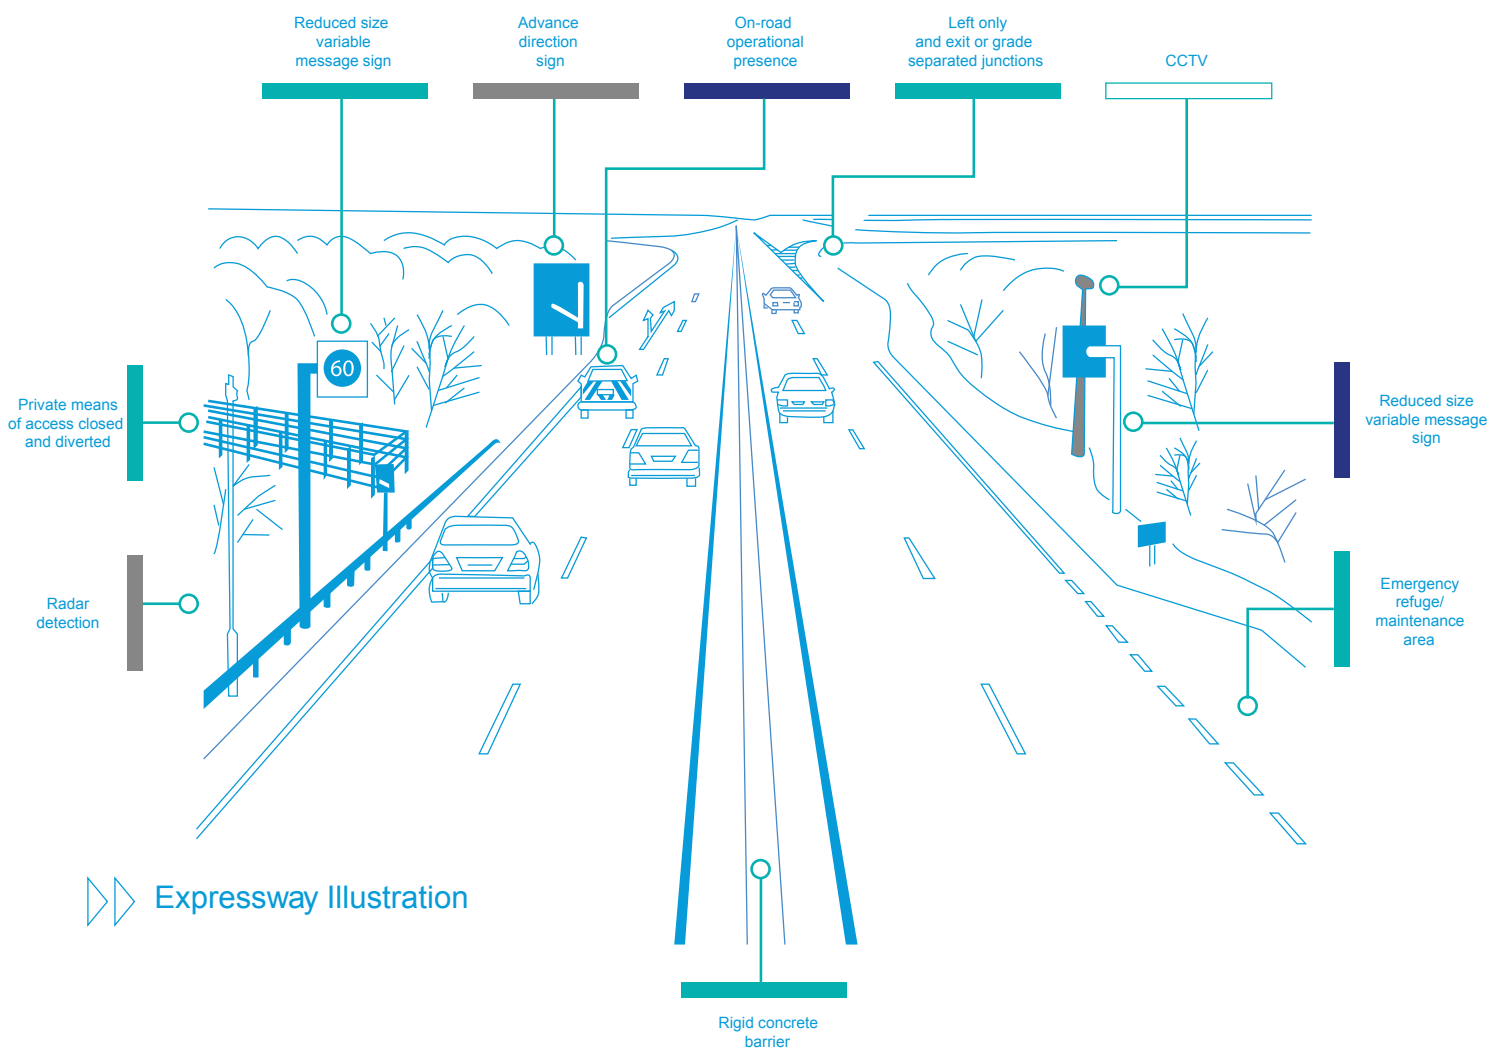 Reduced size
variable
message sign
Advance
direction
sign
On-road
operational
presence
Left only
and exit or grade
separated junctions
CCTV
60
Private means
of access closed
and diverted
Reduced size
variable message
sign
Radar
detection
Emergency
refuge/
maintenance
area
Expressway Illustration
Rigid concrete
barrier